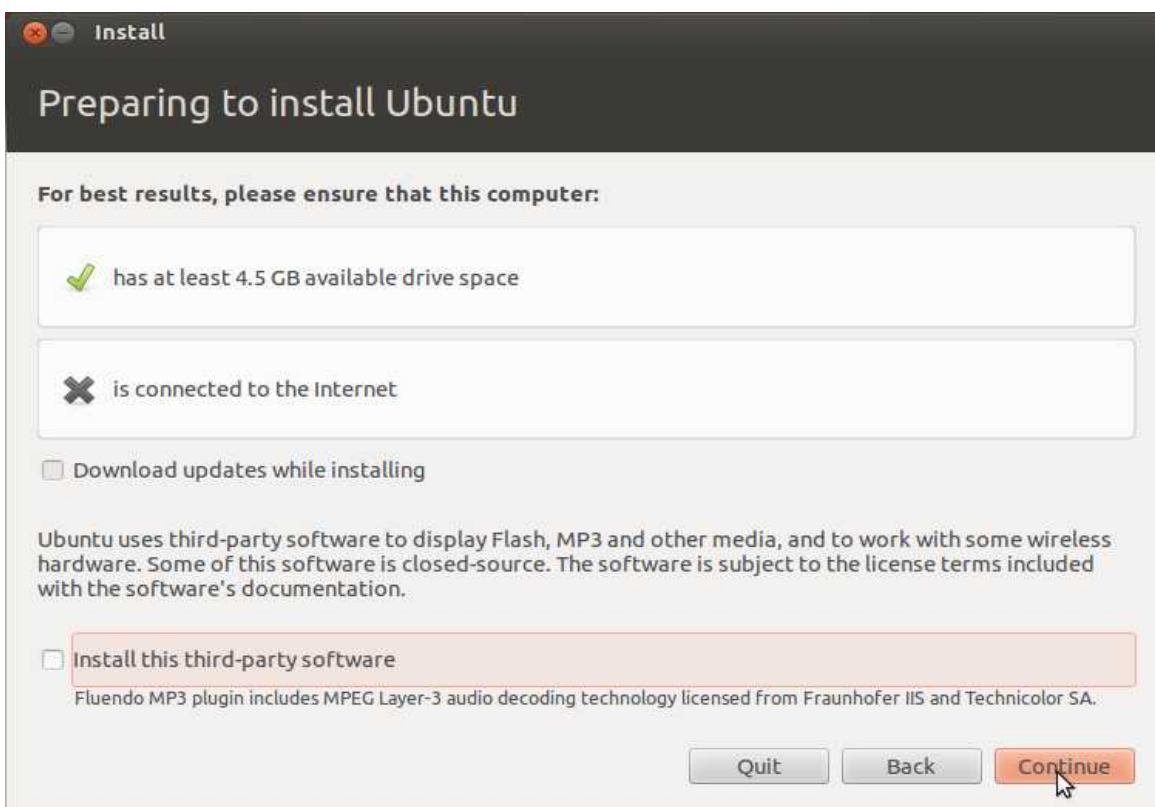 Install
Preparing to install Ubuntu
For best results, please ensure that this computer:
has at least 4.5 GB available drive space
is connected to the Internet
Download updates while installing
Ubuntu uses third-party software to display Flash, MP3 and other media, and to work with some wireless
hardware. Some of this software is closed-source. The software is subject to the license terms included
with the software's documentation.
Install this third-party software
Fluendo MP3 plugin includes MPEG Layer-3 audio decoding technology licensed from Fraunhofer IIS and Technicolor SA.
Quit
Back
Continue